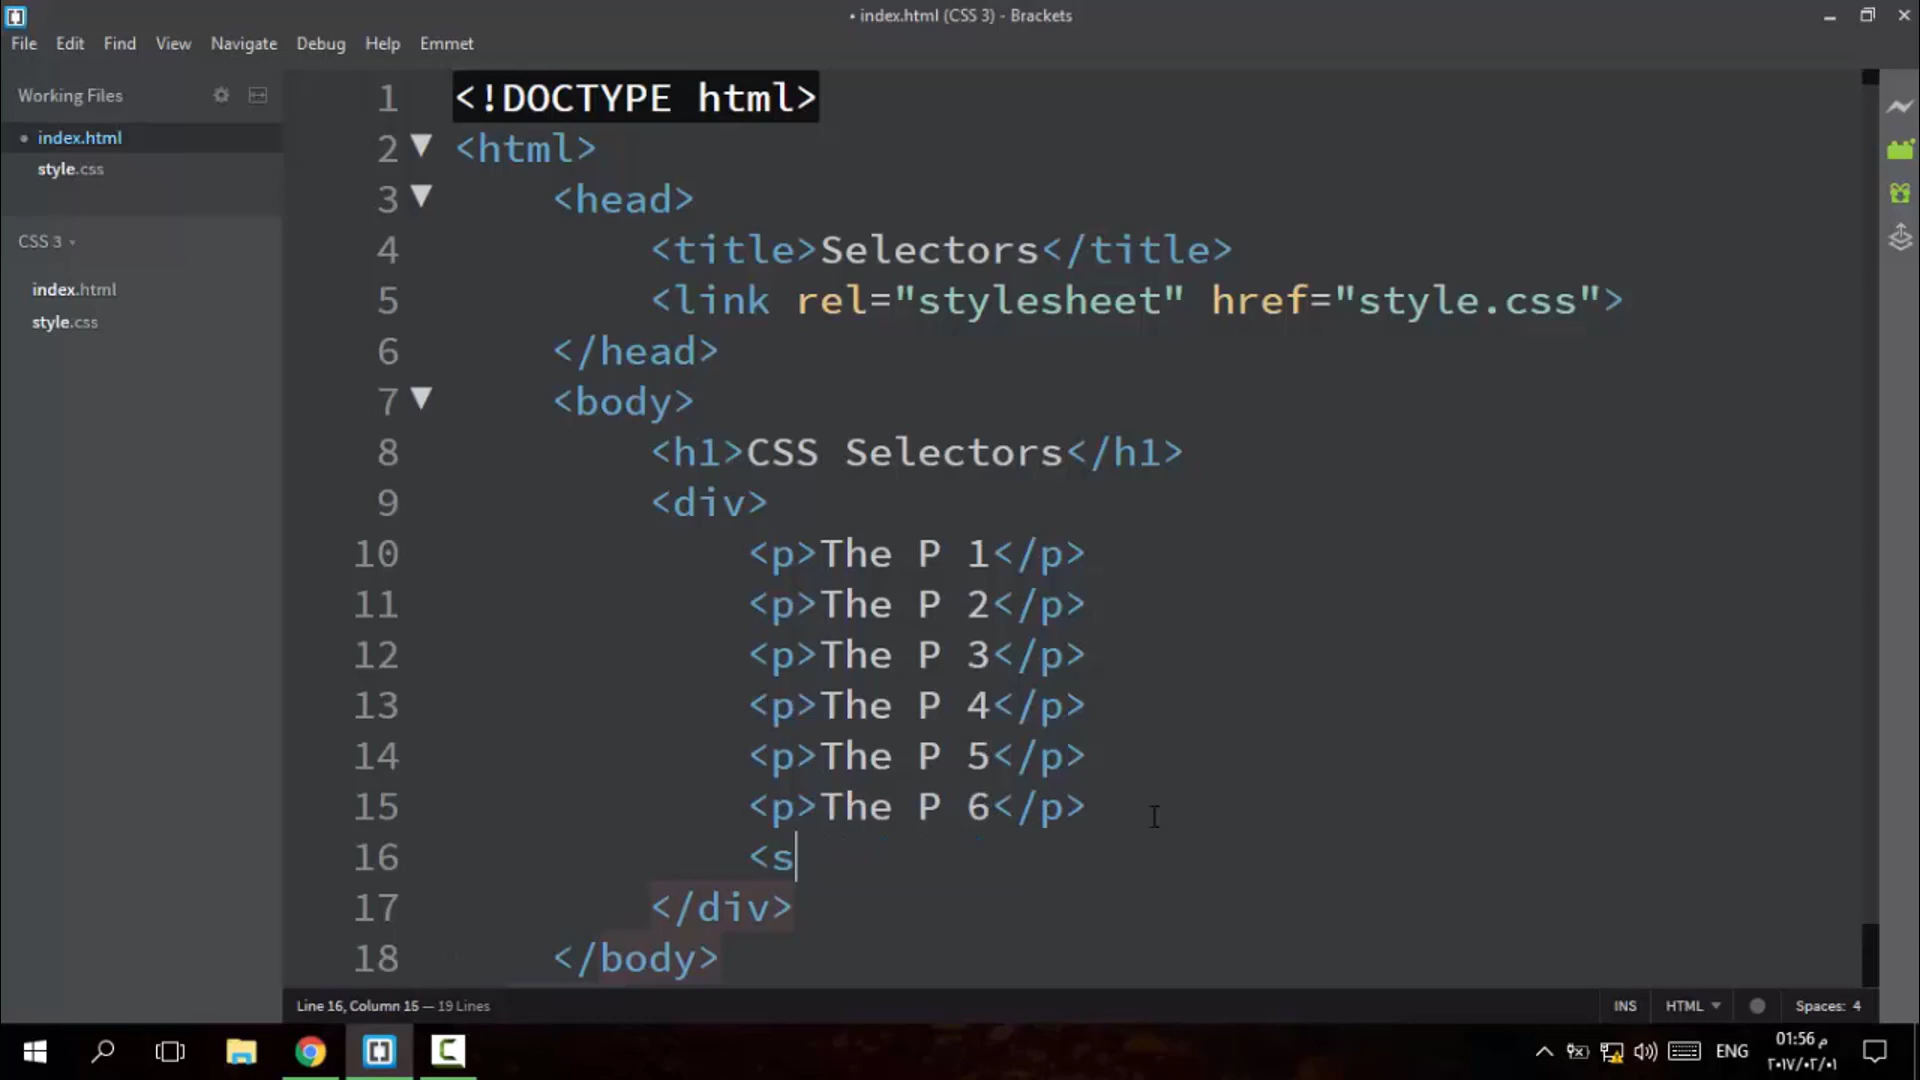 • index.html (CSS 3) - Brackets
File Edit Find View Navigate Debug Help Emmet
Working Files
• index.html
style.css
CSS 3
index.html
style.css
1 <!DOCTYPE html>
2 <html>
3 <head>
4 <title>Selectors</title>
5 <link rel="stylesheet" href="style.css">
6 </head>
7 <body>
8 <h1>CSS Selectors</h1>
9 <div>
10 <p>The P 1</p>
11 <p>The P 2</p>
12 <p>The P 3</p>
13 <p>The P 4</p>
14 <p>The P 5</p>
15 <p>The P 6</p>
16 <s
17 </div>
18 </body>
Line 16, Column 15 — 19 Lines
INS HTML Spaces: 4
ENG
01:56 م
٢٠١٧/٠٢/٠١